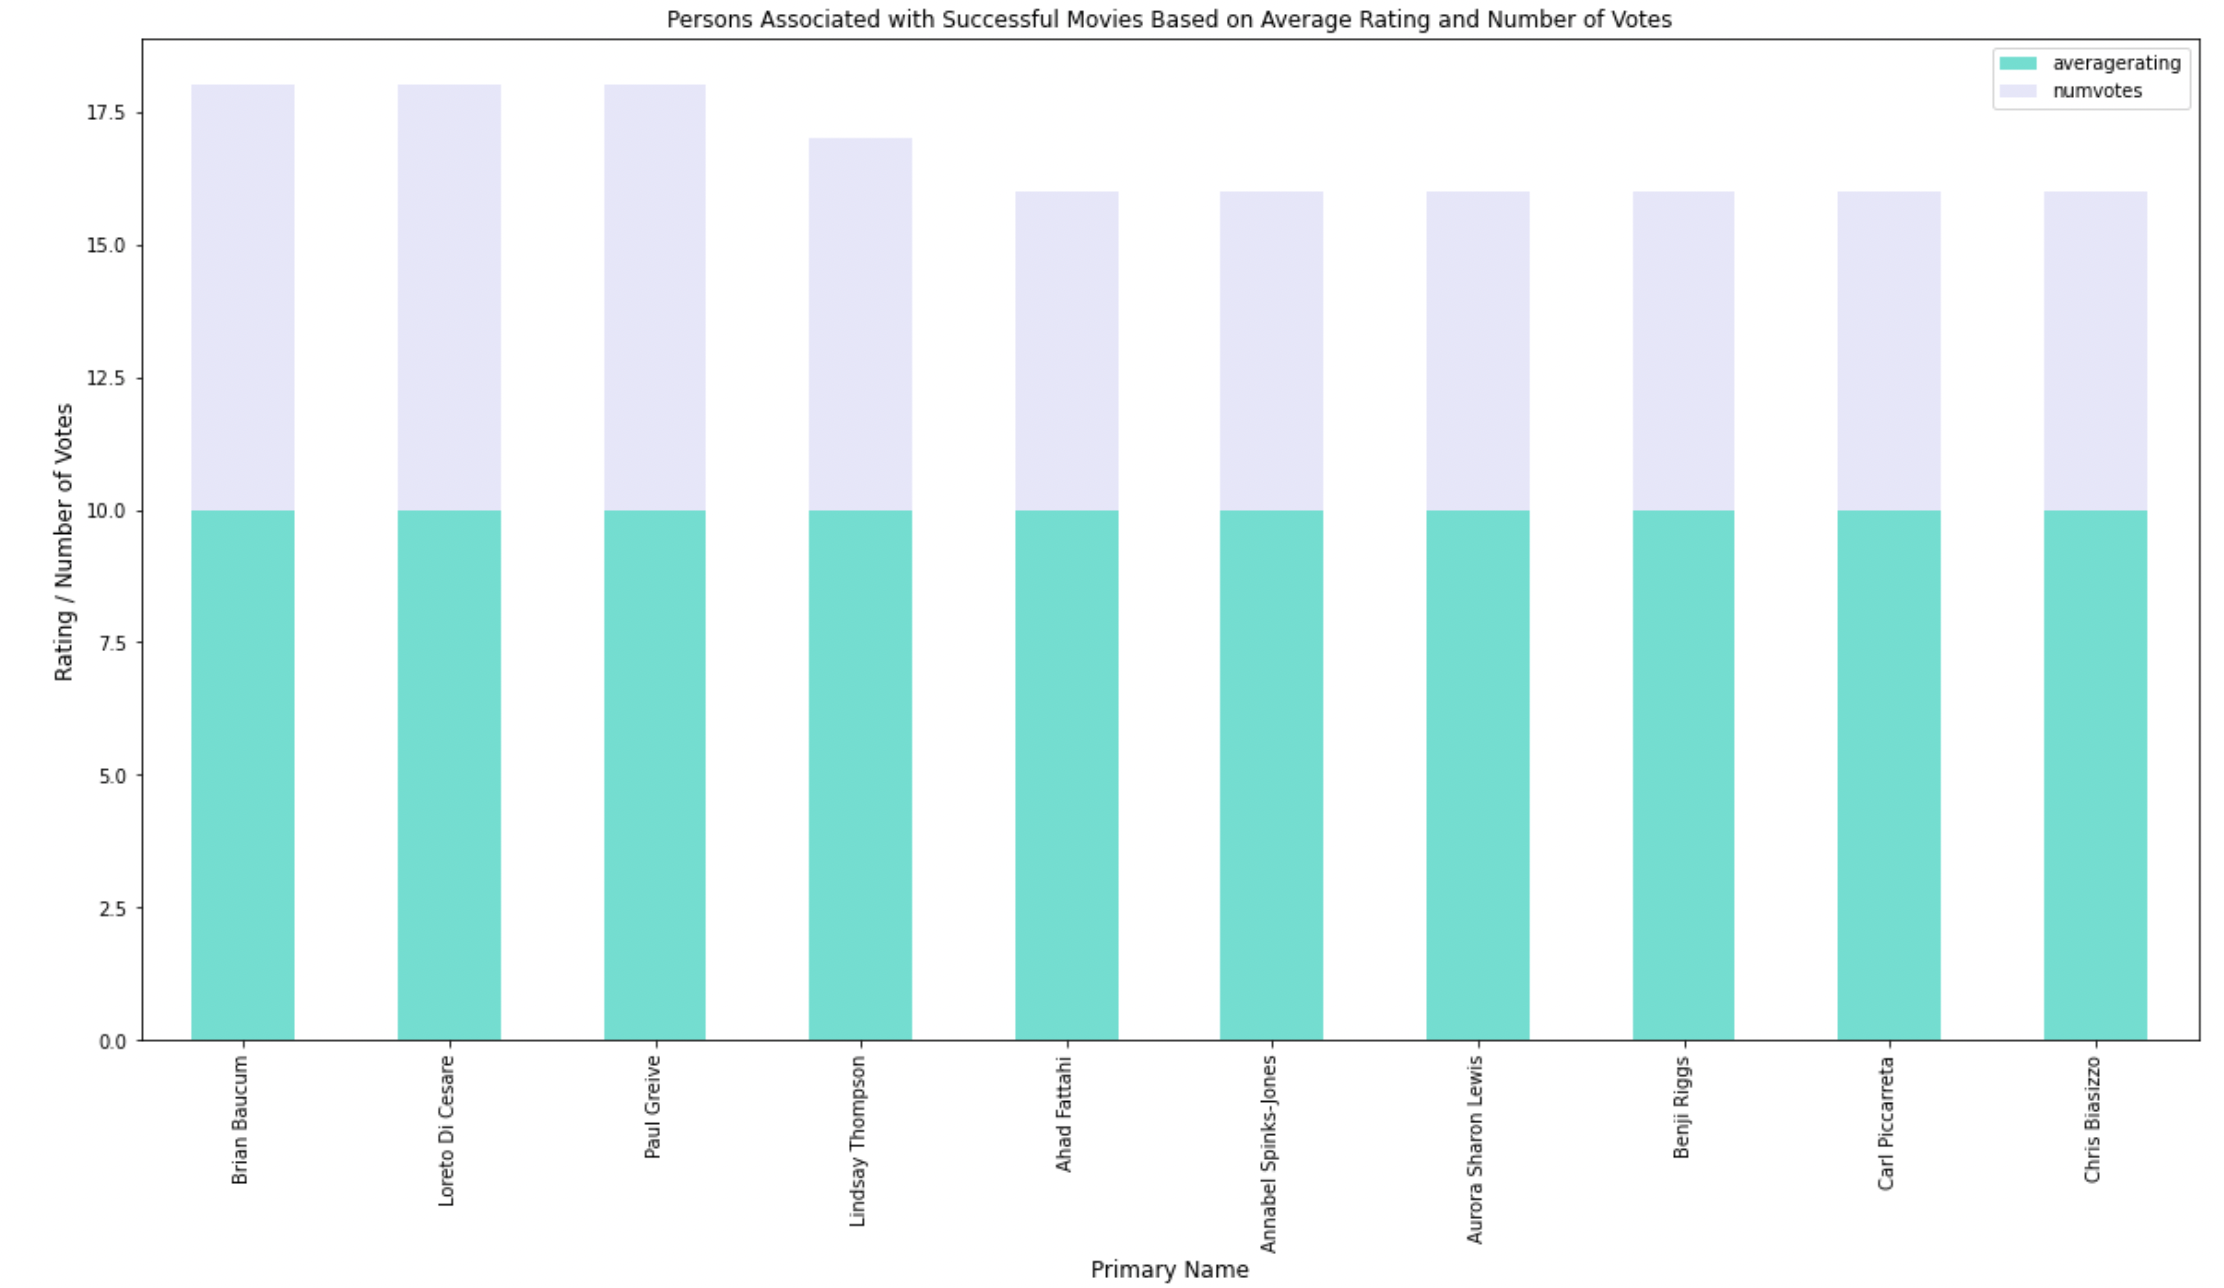 Persons Associated with Successful Movies Based on Average Rating and Number of Votes
averagerating
numvotes
Rating / Number of Votes
17.5
15.0
12.5
10.0
7.5
5.0
2.5
0.0
Brian Baucum
Loreto Di Cesare
Paul Greive
Lindsay Thompson
Ahad Fattahi
Annabel Spinks-Jones
Aurora Sharon Lewis
Benji Riggs
Carl Piccarreta
Chris Biasizzo
Primary Name